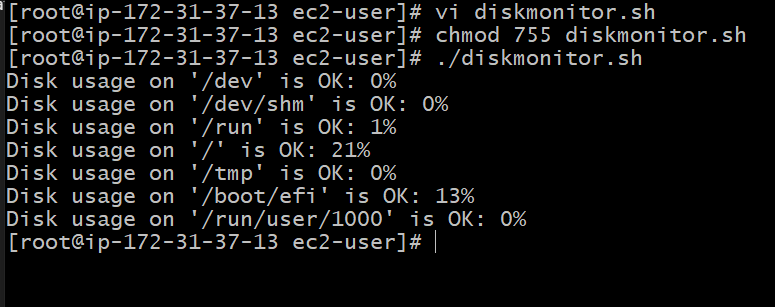 [root@ip-172-31-37-13 ec2-user]# vi diskmonitor.sh
[root@ip-172-31-37-13 ec2-user]# chmod 755 diskmonitor.sh
[root@ip-172-31-37-13 ec2-user]# ./diskmonitor.sh
Disk usage on '/dev' is OK: 0%
Disk usage on '/dev/shm' is OK: 0%
Disk usage on '/run' is OK: 1%
Disk usage on '/' is OK: 21%
Disk usage on '/tmp' is OK: 0%
Disk usage on '/boot/efi' is OK: 13%
Disk usage on '/run/user/1000' is OK: 0%
[root@ip-172-31-37-13 ec2-user]#